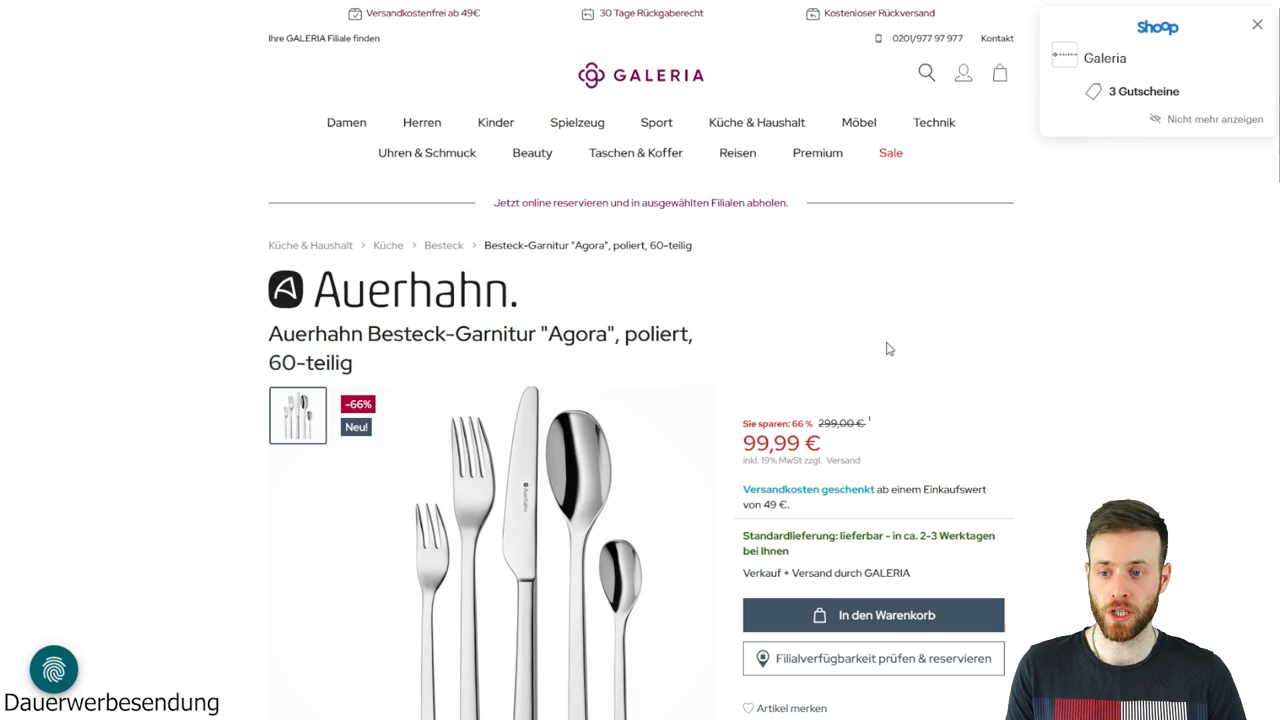 Versandkostenfrei ab 49€
30 Tage Rückgaberecht
Kostenloser Rückversand
Ihre GALERIA Filiale finden
0201/977 97 977
Kontakt
GALERIA
Damen
Herren
Kinder
Spielzeug
Sport
Küche & Haushalt
Möbel
Technik
Uhren & Schmuck
Beauty
Taschen & Koffer
Reisen
Premium
Sale
Shoop
Galeria
3 Gutscheine
Nicht mehr anzeigen
Jetzt online reservieren und in ausgewählten Filialen abholen.
Küche & Haushalt > Küche > Besteck > Besteck-Garnitur "Agora", poliert, 60-teilig
Auerhahn.
Auerhahn Besteck-Garnitur "Agora", poliert,
60-teilig
-66%
Neu!
Auerhahn.
Sie sparen: 66 % 299,00 € 1
99,99 €
inkl. 19% MwSt zzgl. Versand
Versandkosten geschenkt ab einem Einkaufswert
von 49 €.
Standardlieferung: lieferbar - in ca. 2-3 Werktagen
bei Ihnen
Verkauf + Versand durch GALERIA
In den Warenkorb
Filialverfügbarkeit prüfen & reservieren
Artikel merken
Dauerwerbesendung